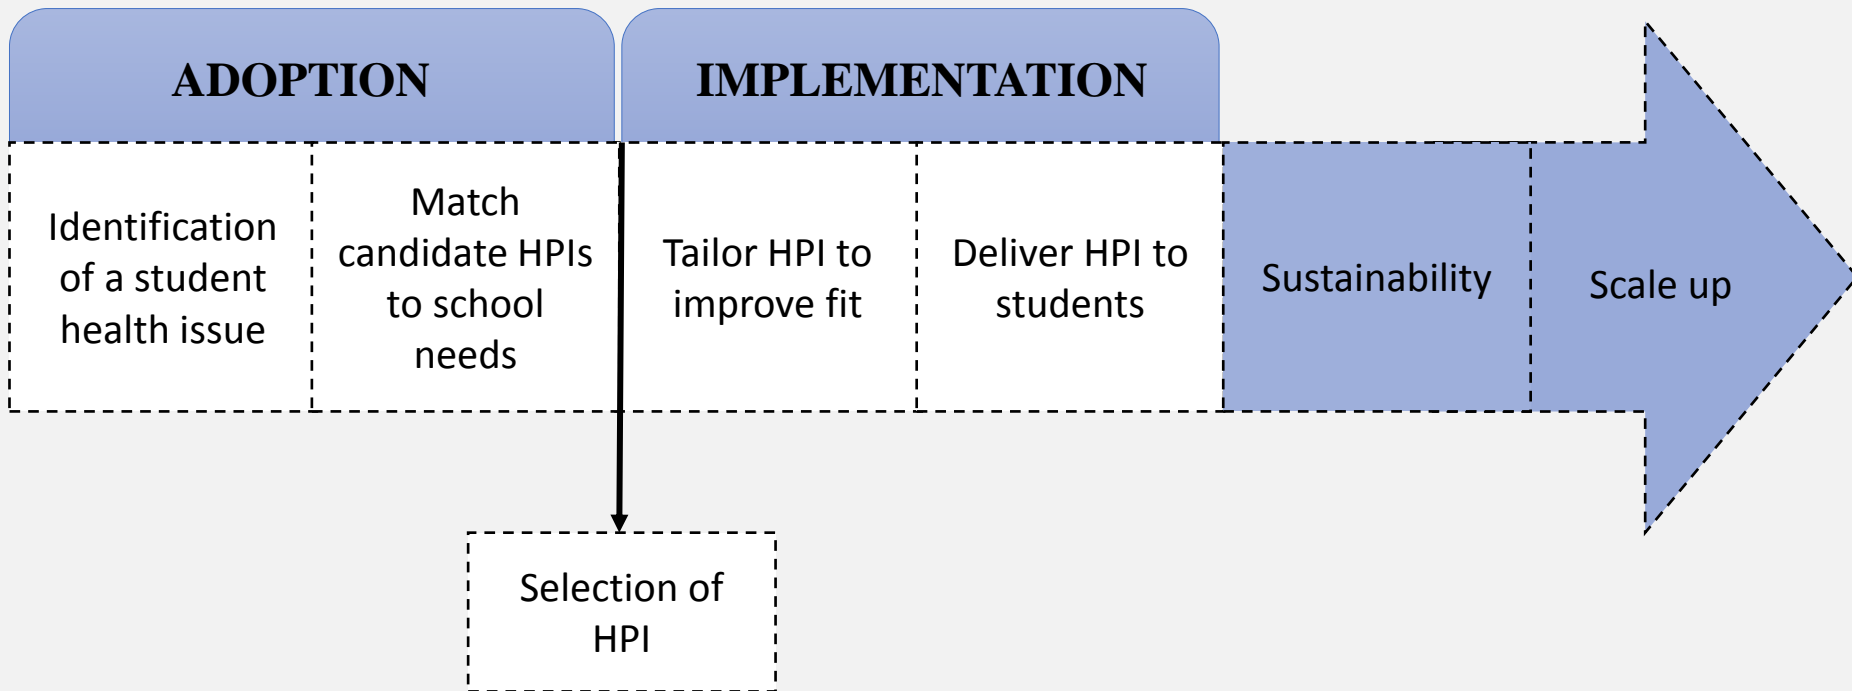 ADOPTION
IMPLEMENTATION
Identification
of a student
health issue
Match
candidate HPIs
to school
needs
Tailor HPI to
improve fit
Deliver HPI to
students
Sustainability
Scale up
Selection of
HPI